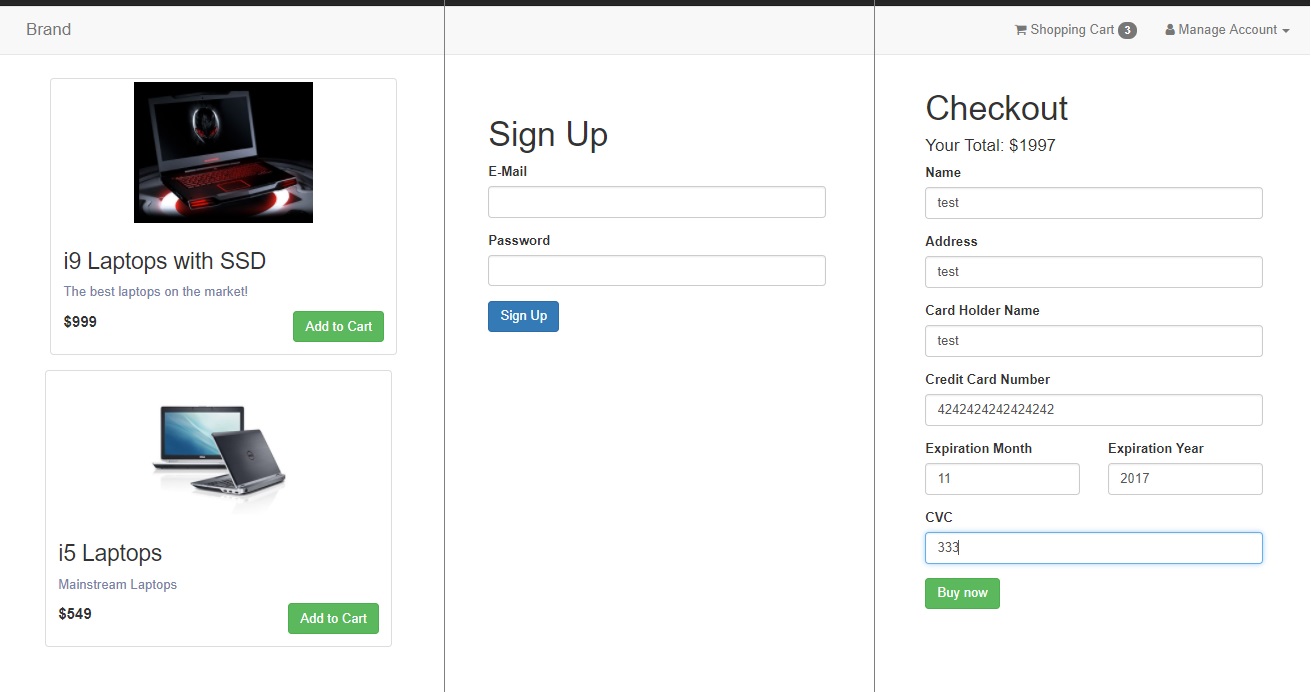 Brand
Shopping Cart 3
Manage Account
i9 Laptops with SSD
The best laptops on the market!
$999
Add to Cart
i5 Laptops
Mainstream Laptops
$549
Add to Cart
Sign Up
E-Mail
Password
Sign Up
Checkout
Your Total: $1997
Name
test
Address
test
Card Holder Name
test
Credit Card Number
4242424242424242
Expiration Month
Expiration Year
11
2017
CVC
333
Buy now